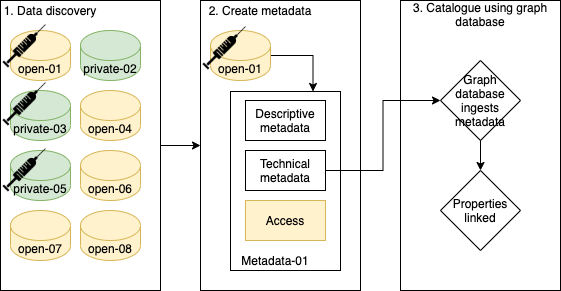 1. Data discovery
open-01
private-02
private-03
open-04
private-05
open-06
open-07
open-08
2. Create metadata
open-01
Descriptive
metadata
Technical
metadata
Access
Metadata-01
3. Catalogue using graph
database
Graph
database
ingests
metadata
Properties
linked